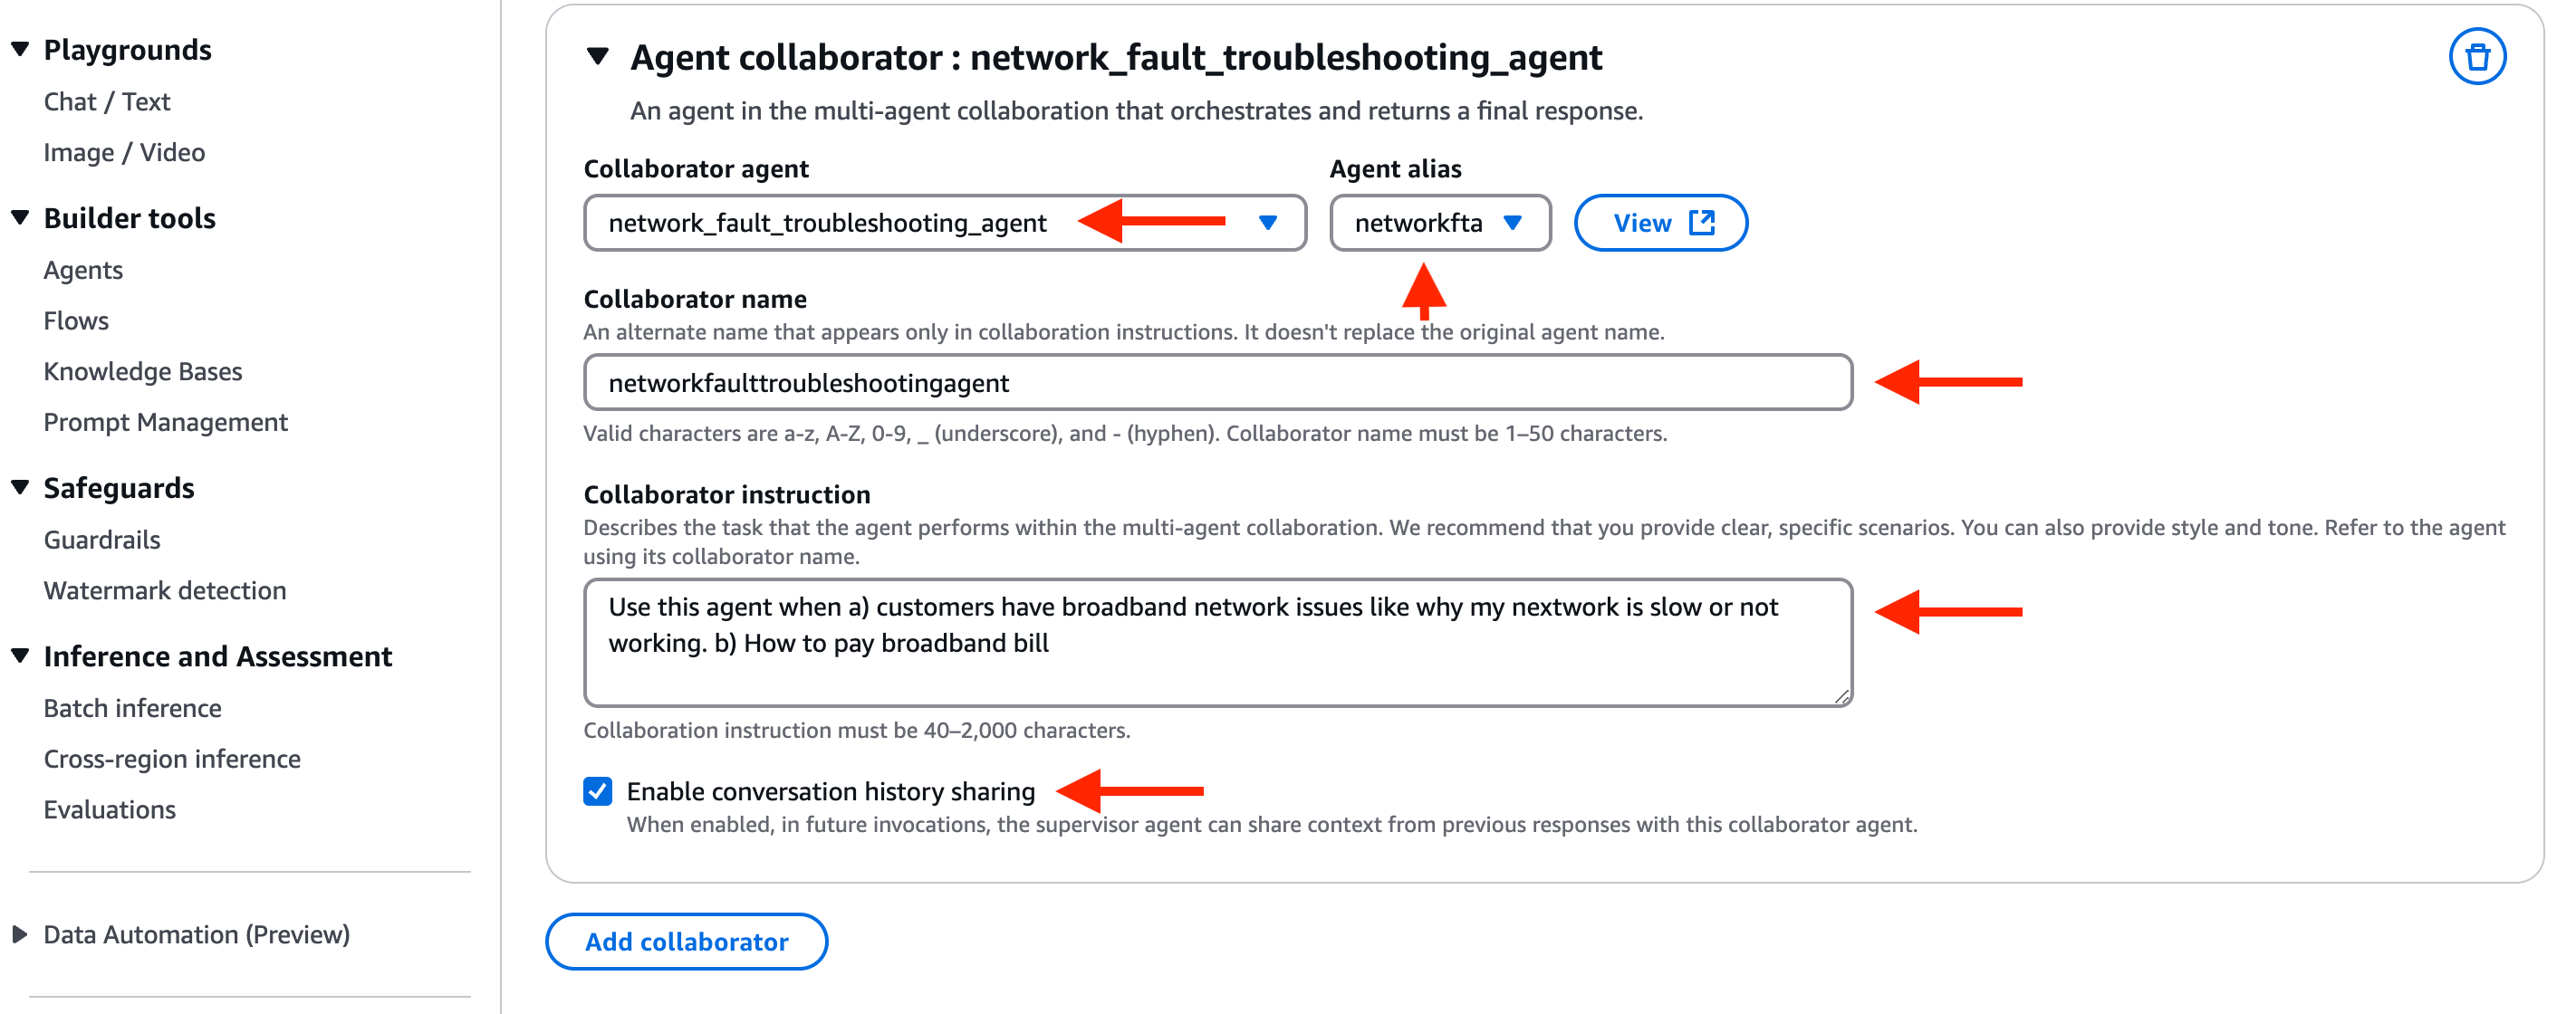 Playgrounds
Chat / Text
Image / Video
Builder tools
Agents
Flows
Knowledge Bases
Prompt Management
Safeguards
Guardrails
Watermark detection
Inference and Assessment
Batch inference
Cross-region inference
Evaluations
Data Automation (Preview)
Agent collaborator : network_fault_troubleshooting_agent
An agent in the multi-agent collaboration that orchestrates and returns a final response.
Collaborator agent
network_fault_troubleshooting_agent
Agent alias
networkfta
View
Collaborator name
An alternate name that appears only in collaboration instructions. It doesn't replace the original agent name.
networkfaulttroubleshootingagent
Valid characters are a-z, A-Z, 0-9, _ (underscore), and - (hyphen). Collaborator name must be 1–50 characters.
Collaborator instruction
Describes the task that the agent performs within the multi-agent collaboration. We recommend that you provide clear, specific scenarios. You can also provide style and tone. Refer to the agent
using its collaborator name.
Use this agent when a) customers have broadband network issues like why my nextwork is slow or not
working. b) How to pay broadband bill
Collaboration instruction must be 40–2,000 characters.
Enable conversation history sharing
When enabled, in future invocations, the supervisor agent can share context from previous responses with this collaborator agent.
Add collaborator